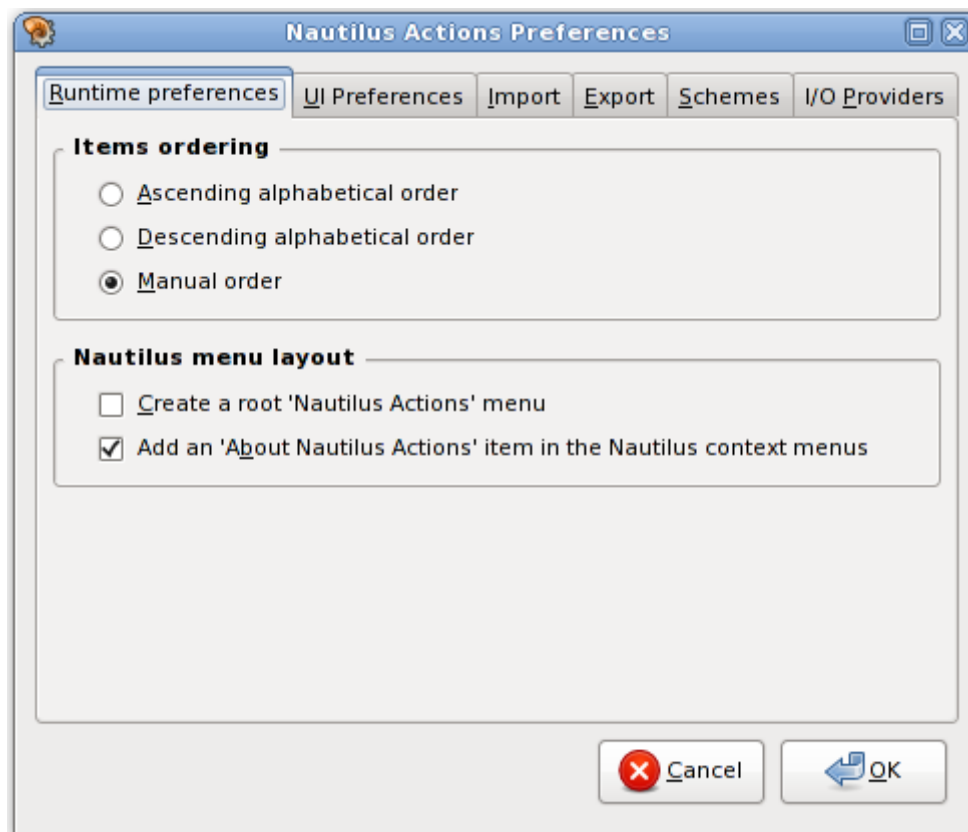 Nautilus Actions Preferences
Runtime preferences UI Preferences Import Export Schemes I/O Providers
Items ordering
Ascending alphabetical order
Descending alphabetical order
Manual order
Nautilus menu layout
Create a root 'Nautilus Actions' menu
Add an 'About Nautilus Actions' item in the Nautilus context menus
Cancel OK